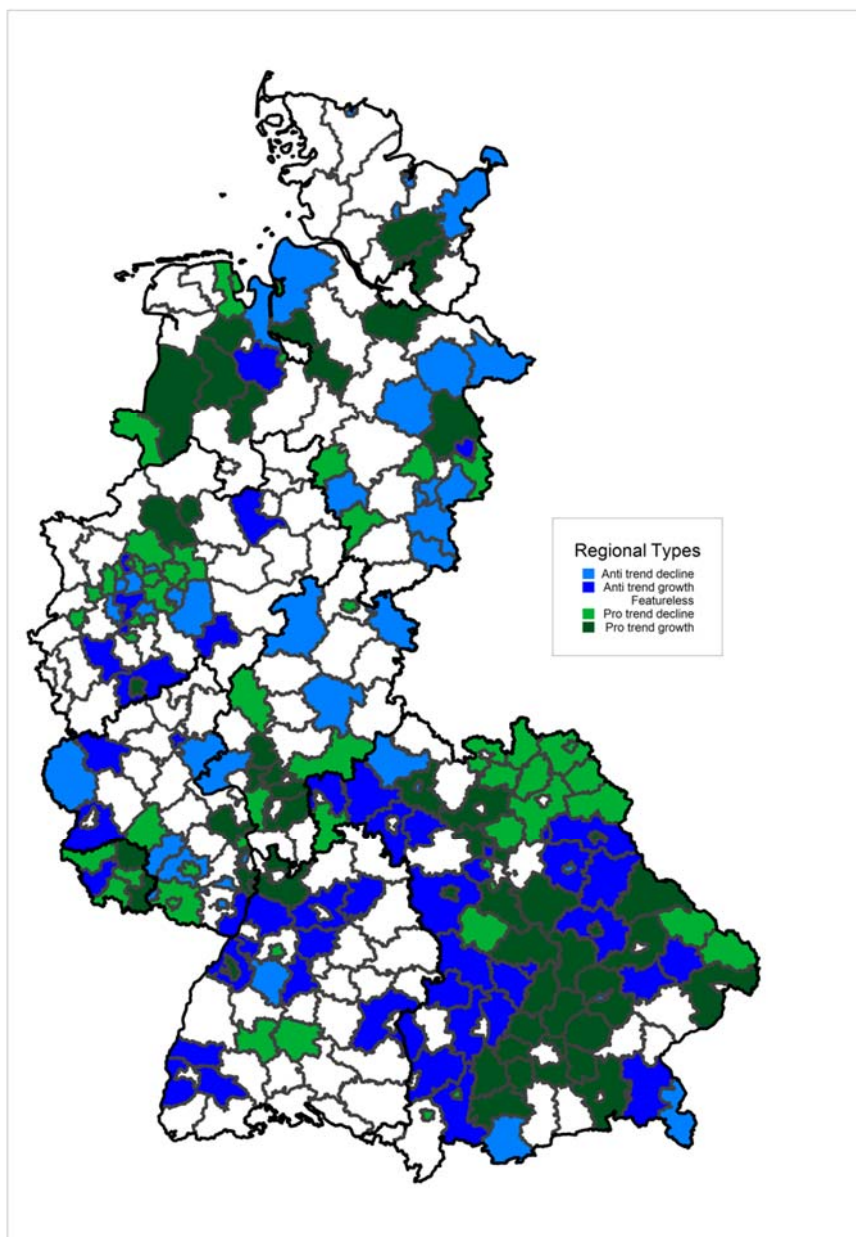 Regional Types
Anti trend decline
Anti trend growth
Featureless
Pro trend decline
Pro trend growth